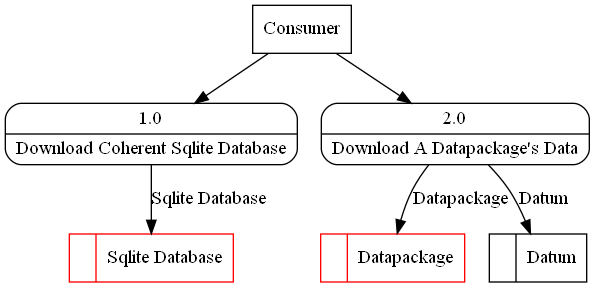 Consumer
1.0
2.0
Download Coherent Sqlite Database
Download A Datapackage's Data
Sqlite Database
Datapackage
Datum
Sqlite Database
Datapackage
Datum